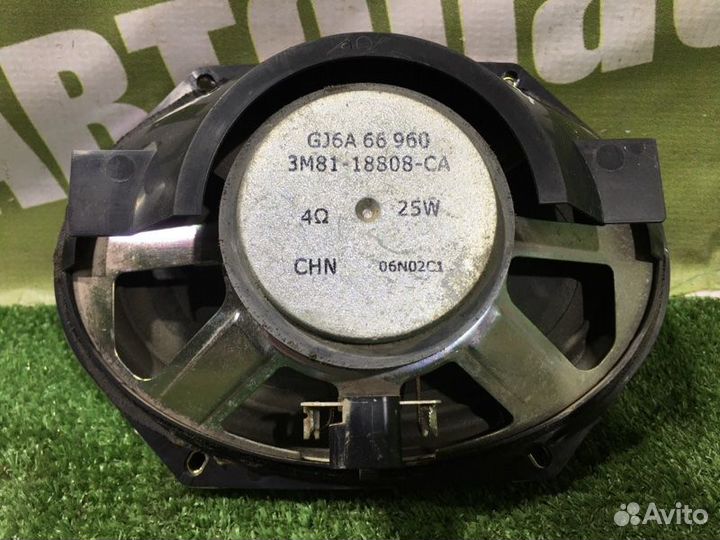 GJ6A 66 960
3M81-18808-CA
4Ω 25W
CHN 06N02C1
Avito